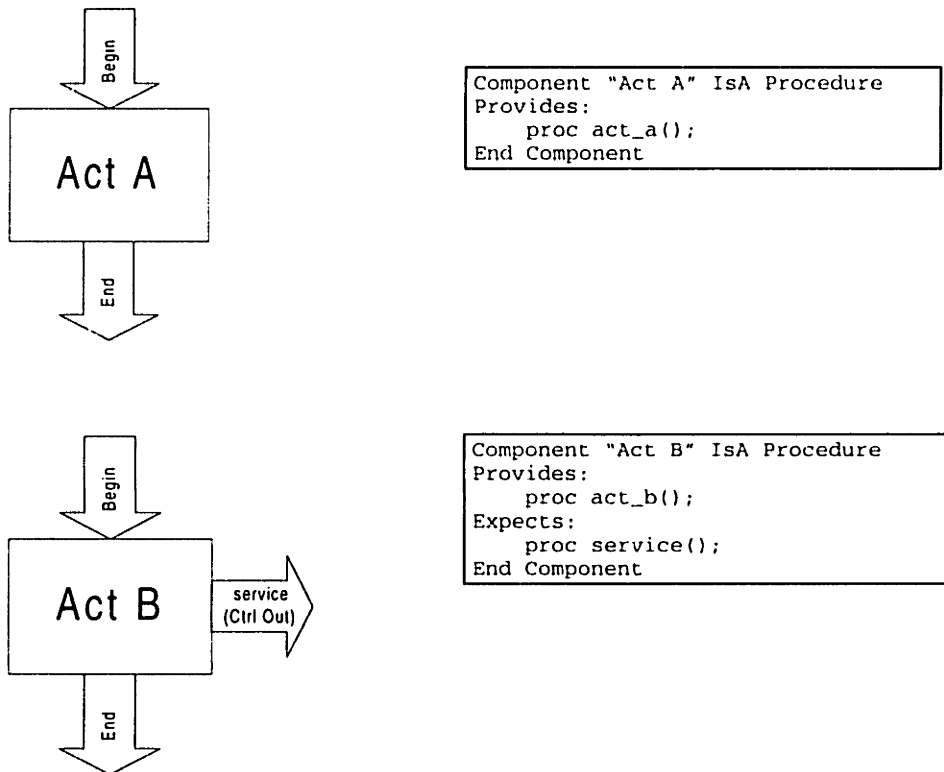 Begin
Act A
End
Component "Act A" IsA Procedure
Provides:
    proc act_a();
End Component
Begin
Act B
service
(Ctrl Out)
End
Component "Act B" IsA Procedure
Provides:
    proc act_b();
Expects:
    proc service();
End Component